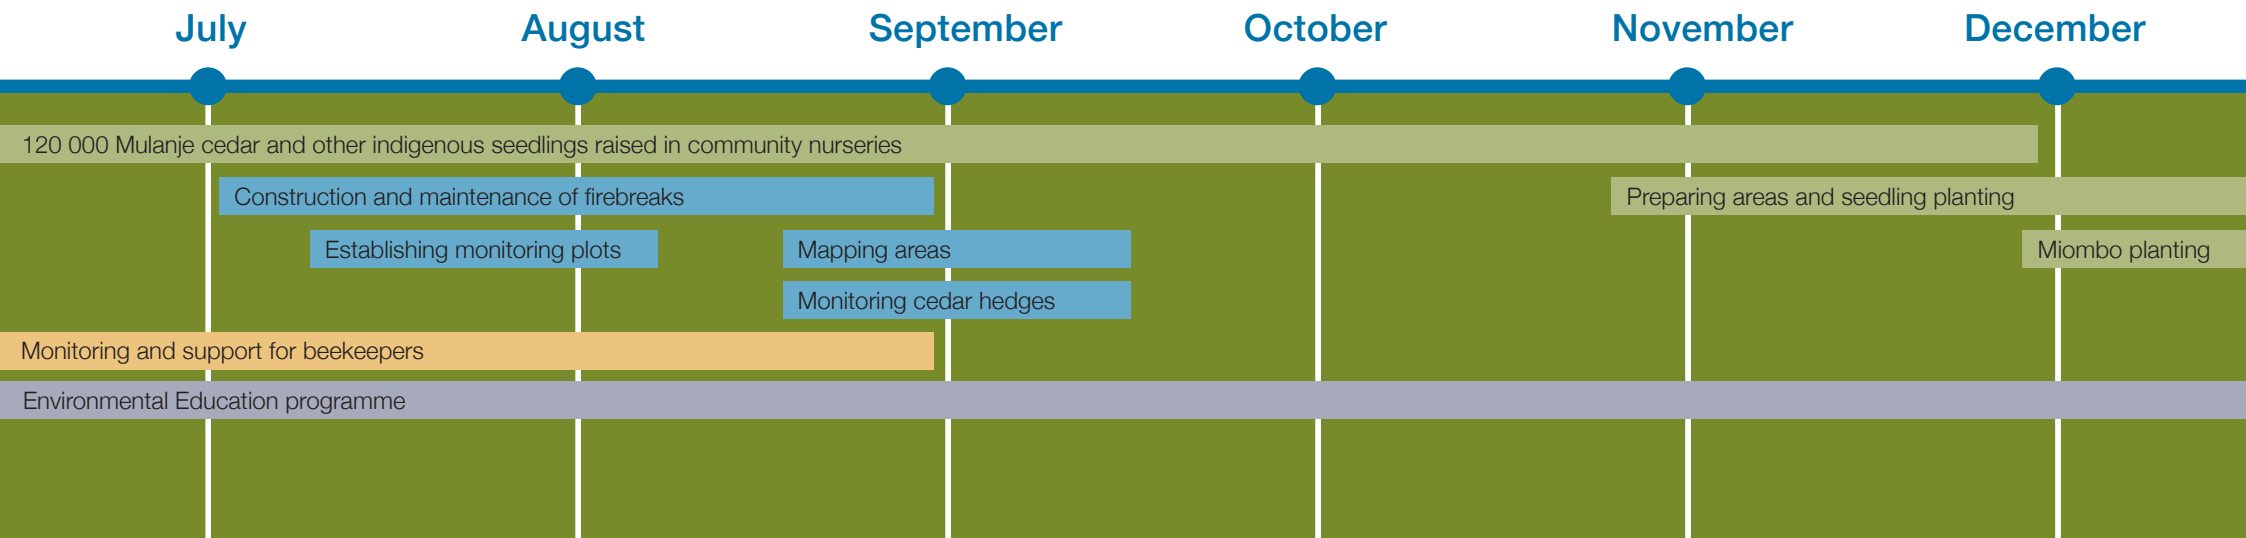 July August September October November December
120 000 Mulanje cedar and other indigenous seedlings raised in community nurseries
Construction and maintenance of firebreaks
Preparing areas and seedling planting
Establishing monitoring plots
Mapping areas
Miombo planting
Monitoring cedar hedges
Monitoring and support for beekeepers
Environmental Education programme